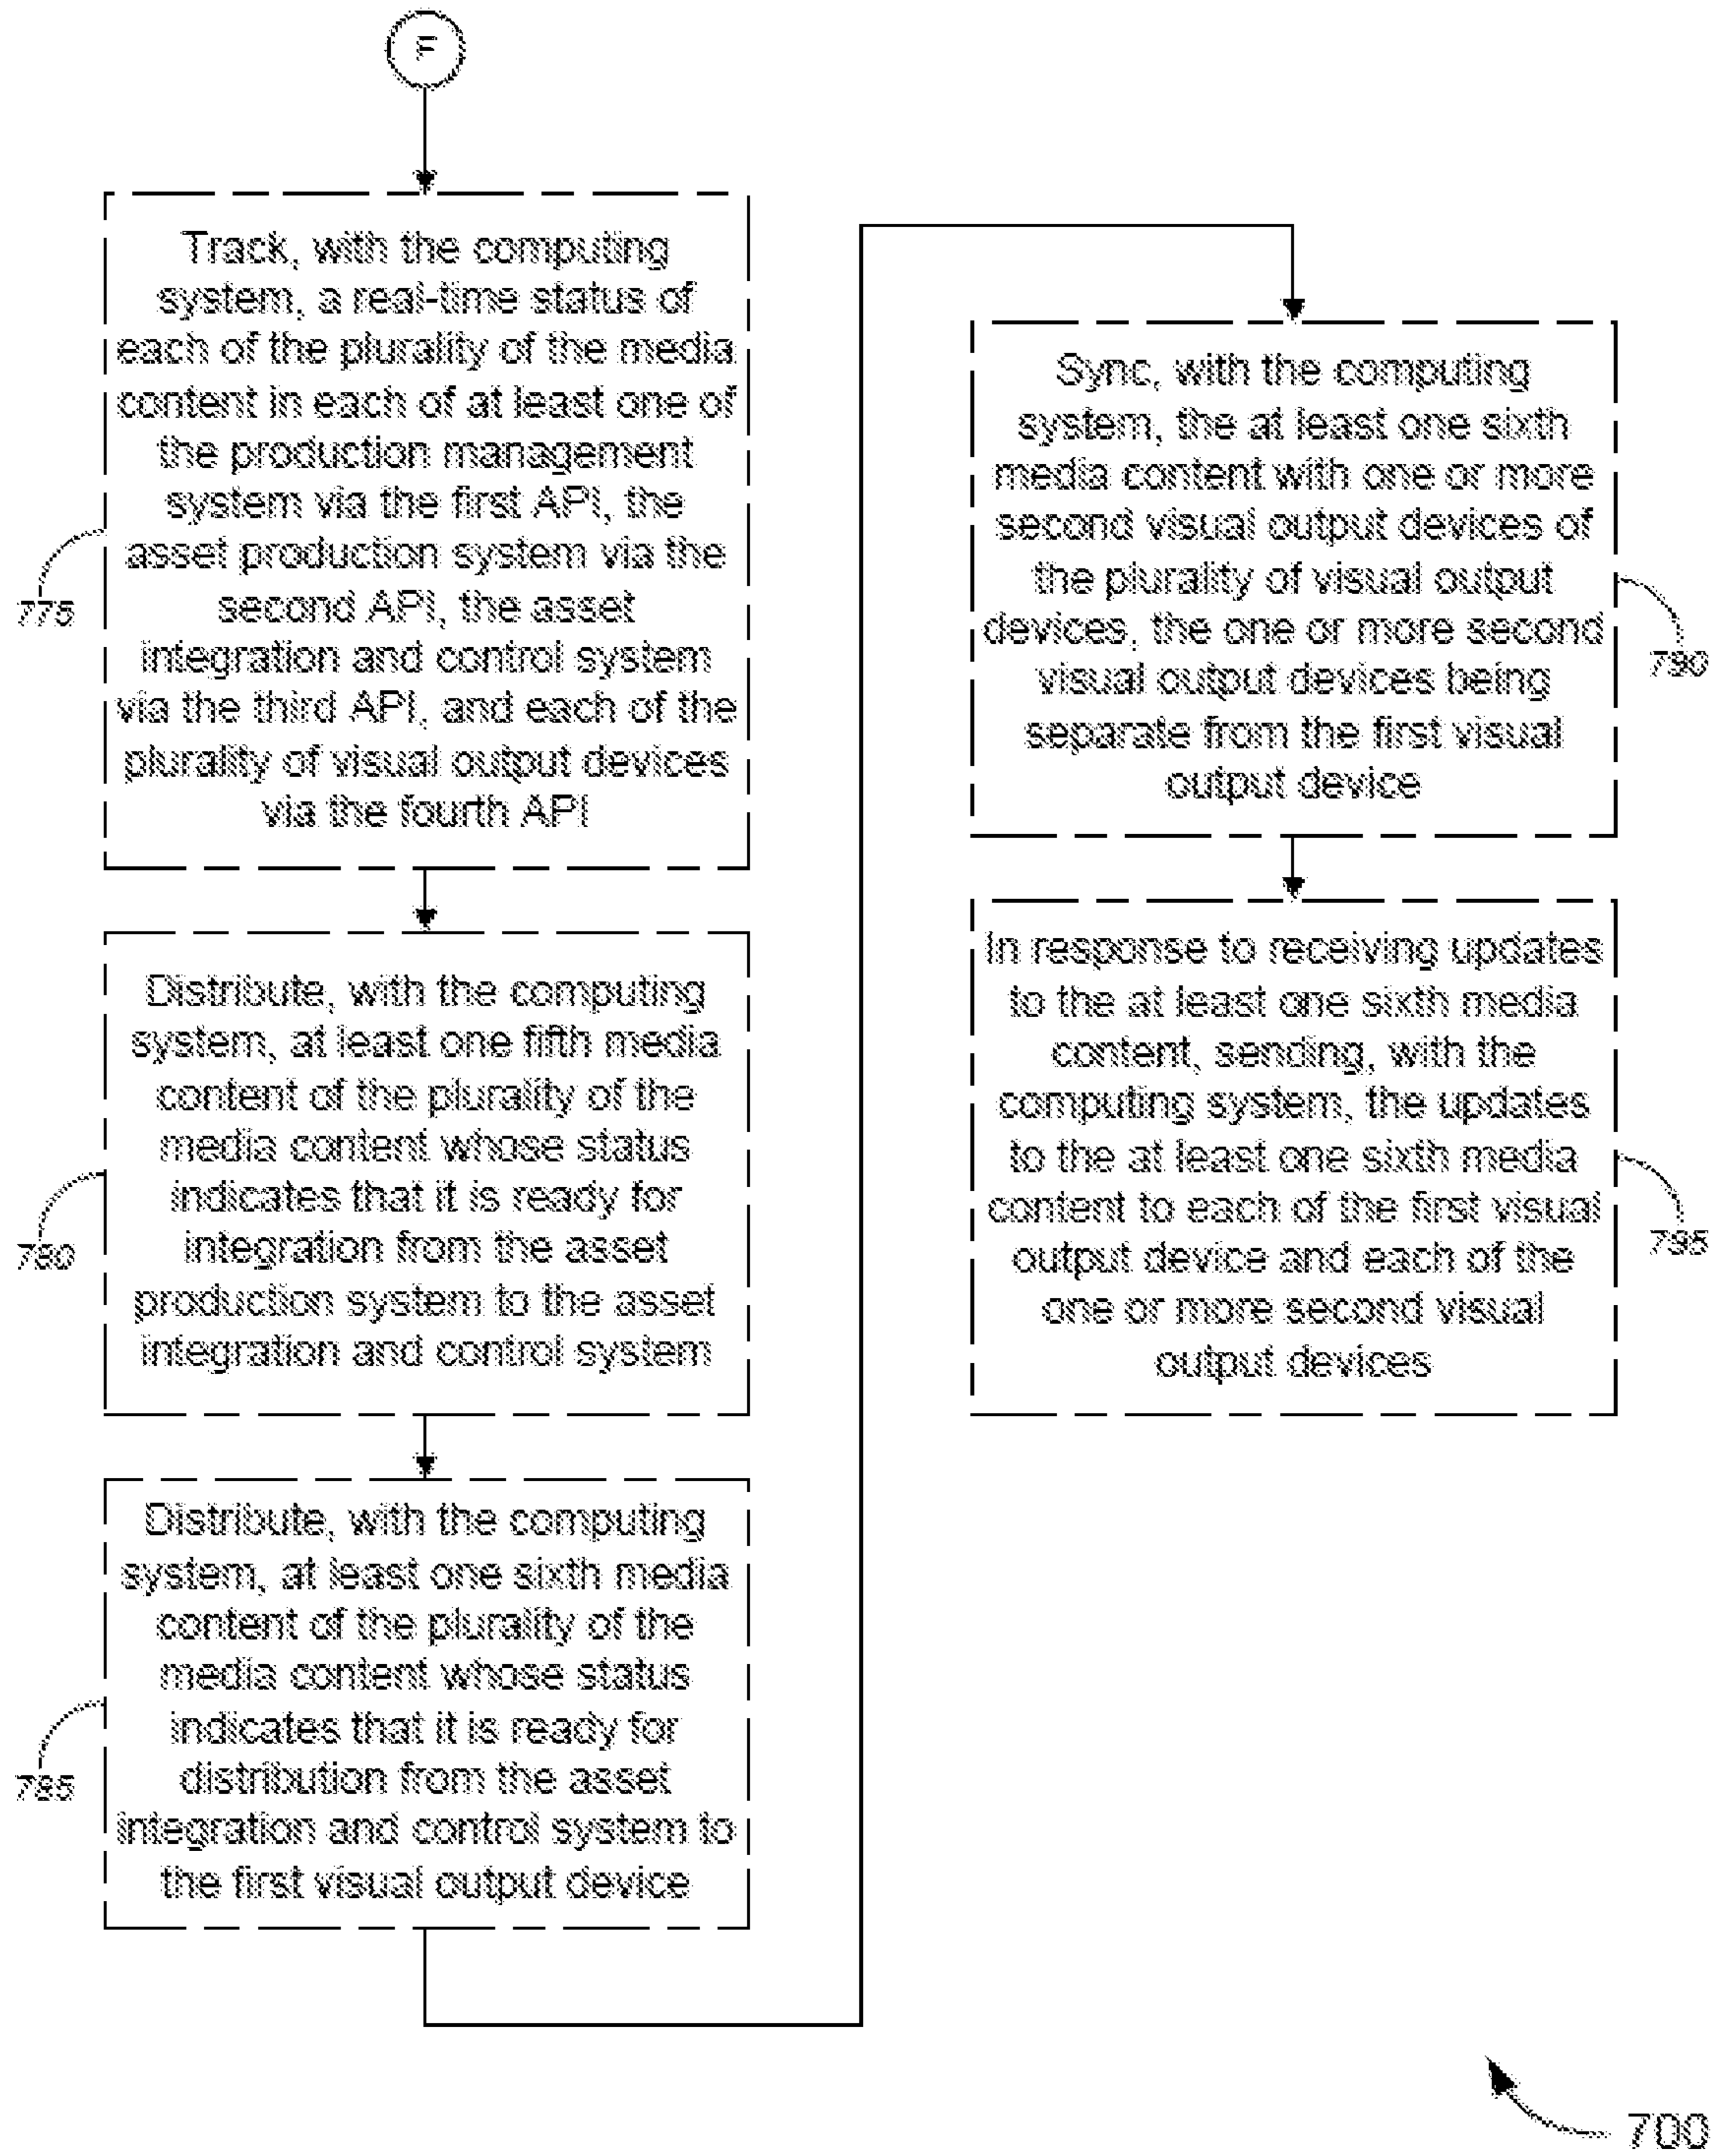 F
Track, with the computing
system, a real-time status of
each of the plurality of the media
content in each of at least one of
the production management
system via the first API, the
asset production system via the
second API, the asset
integration and control system
via the third API, and each of the
plurality of visual output devices
via the fourth API
775
Distribute, with the computing
system, at least one fifth media
content of the plurality of the
media content whose status
indicates that it is ready for
integration from the asset
production system to the asset
integration and control system
780
Distribute, with the computing
system, at least one sixth media
content of the plurality of the
media content whose status
indicates that it is ready for
distribution from the asset
integration and control system to
the first visual output device
785
Sync, with the computing
system, the at least one sixth
media content with one or more
second visual output devices of
the plurality of visual output
devices, the one or more second
visual output devices being
separate from the first visual
output device
790
In response to receiving updates
to the at least one sixth media
content, sending, with the
computing system, the updates
to the at least one sixth media
content to each of the first visual
output device and each of the
one or more second visual
output devices
795
700